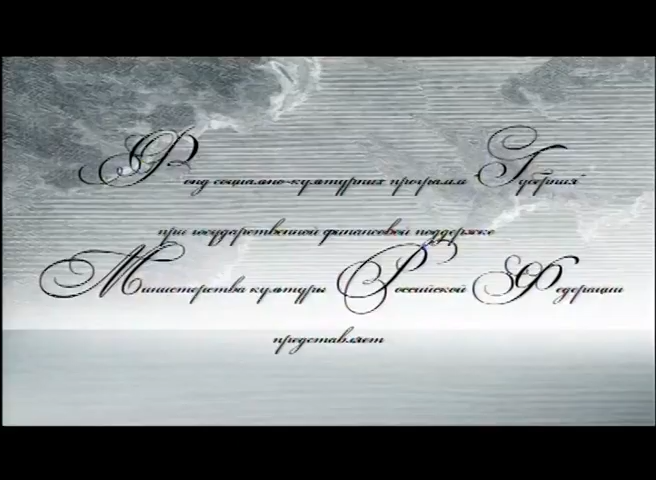 Фонд социально-культурных программ "Губерния"
при государственной финансовой поддержке
Министерства культуры Российской Федерации
представляет